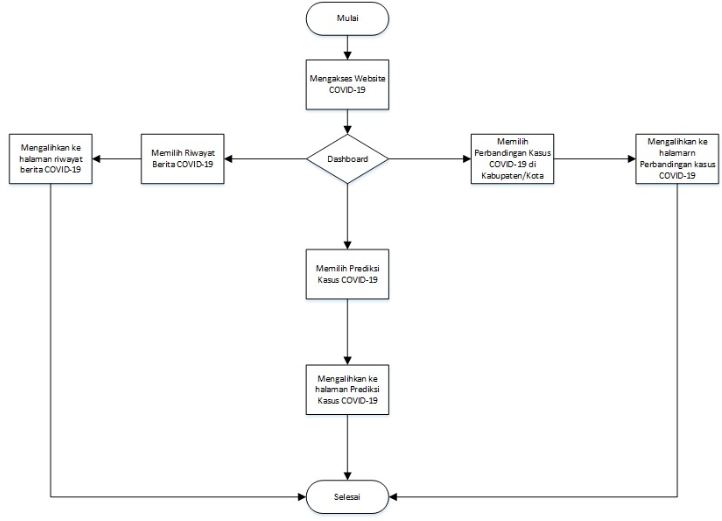 Mulai
Mengakses Website
COVID-19
Dashboard
Memilih Riwayat
Berita COVID-19
Mengalihkan ke
halaman riwayat
berita COVID-19
Memilih
Perbandingan Kasus
COVID-19 di
Kabupaten/Kota
Mengalihkan ke
halamarn
Perbandingan kasus
COVID-19
Memilih Prediksi
Kasus COVID-19
Mengalihkan ke
halaman Prediksi
Kasus COVID-19
Selesai